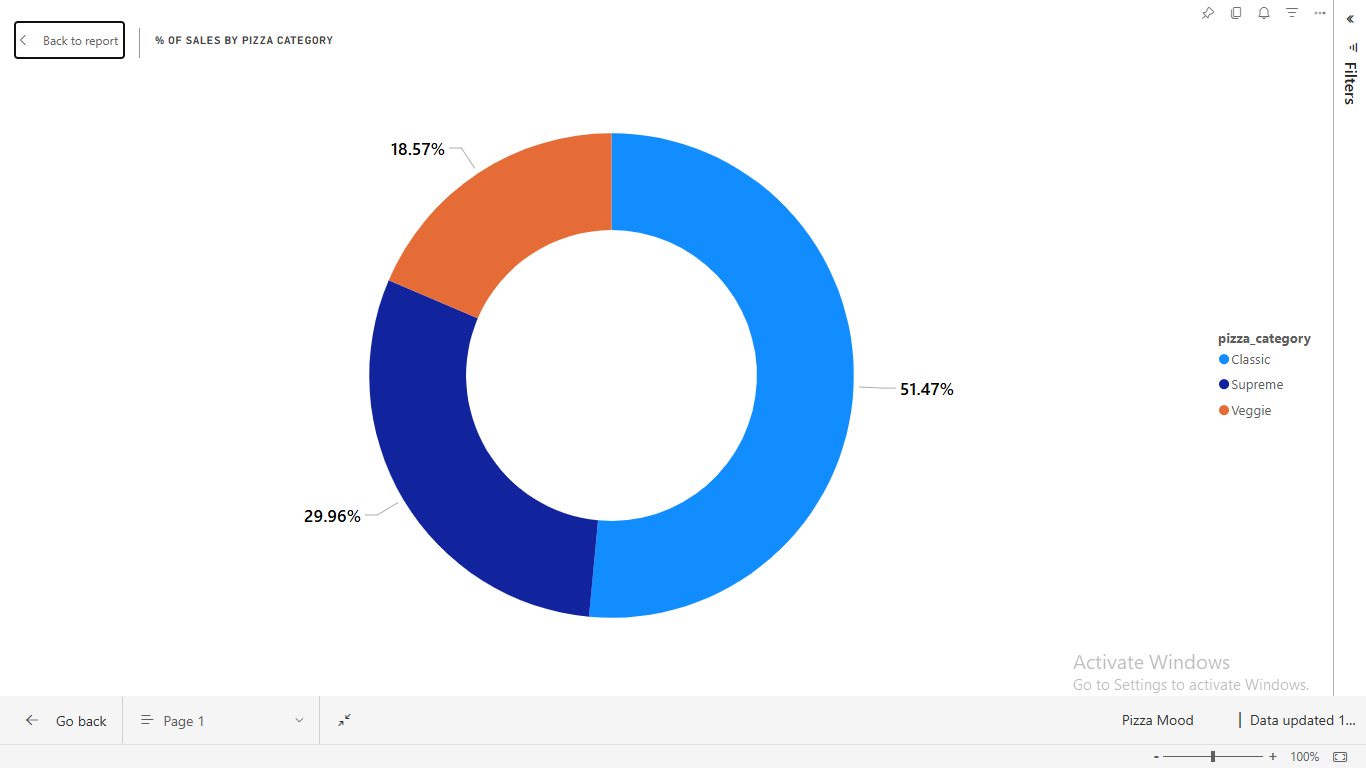 Back to report
% OF SALES BY PIZZA CATEGORY
Filters
18.57%
51.47%
29.96%
pizza_category
Classic
Supreme
Veggie
Activate Windows
Go to Settings to activate Windows.
Go back
Page 1
Pizza Mood
| Data updated 1...
- + 100%